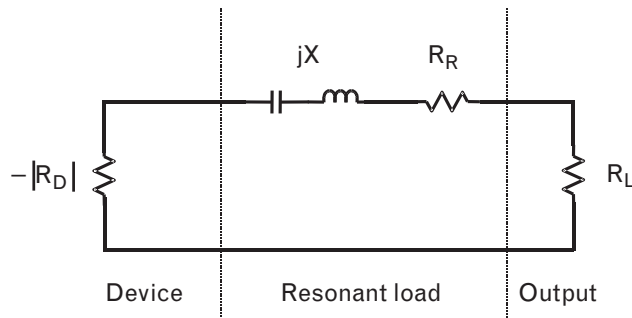 jX
R_R
−|R_D|
R_L
Device
Resonant load
Output